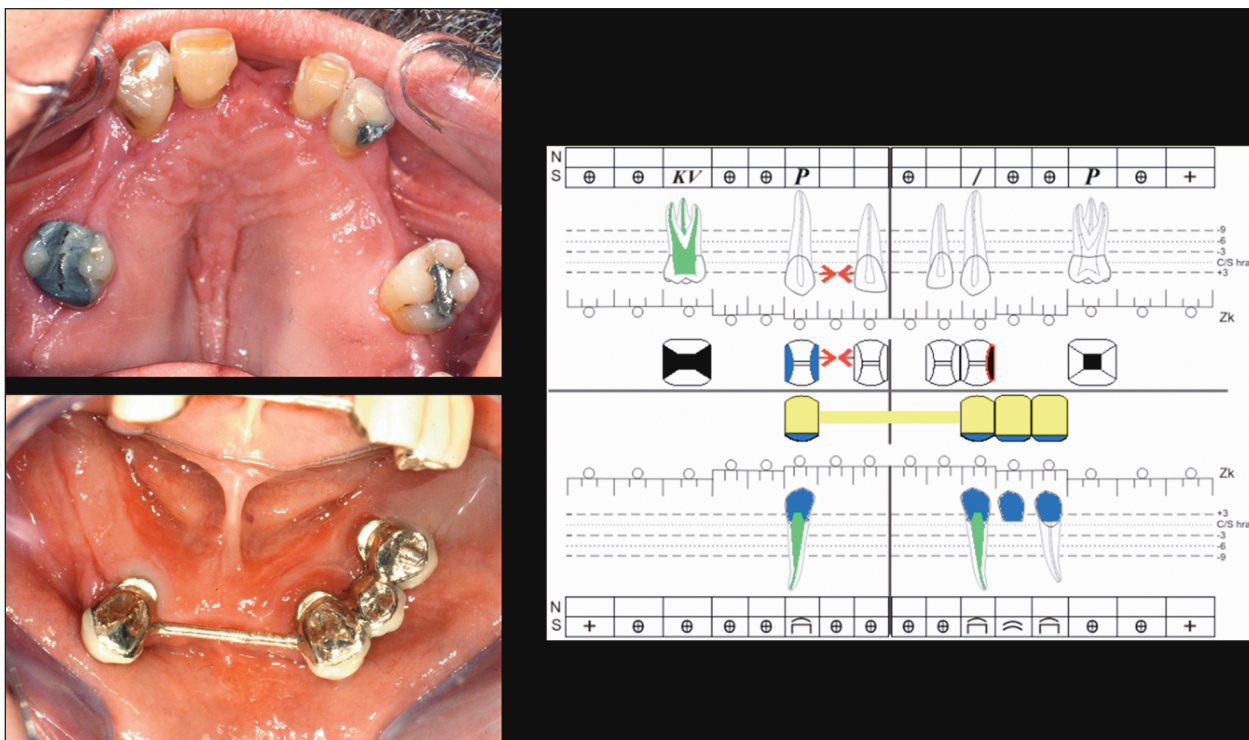 N
S ⊕ ⊕ KV ⊕ ⊕ P ⊕ / ⊕ ⊕ P ⊕ +
-9
-6
-3
C/S hra
+3
Zk
Zk
+3
C/S hra
-3
-6
-9
N
S + ⊕ ⊕ ⊕ ⊕ ⊕ ⊕ ⊕ ⊕ ⊕ ⊕ +